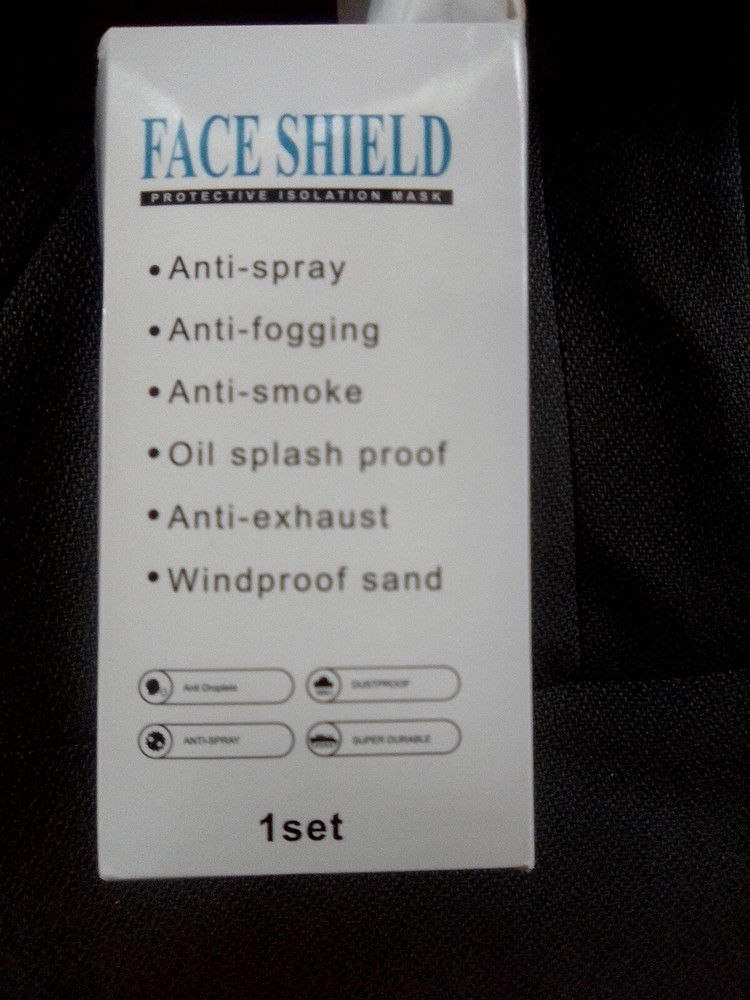 FACE SHIELD
PROTECTIVE ISOLATION MASK
• Anti-spray
• Anti-fogging
• Anti-smoke
• Oil splash proof
• Anti-exhaust
• Windproof sand
Anti Droplets
DUSTPROOF
ANTI-SPRAY
SUPER DURABLE
1set